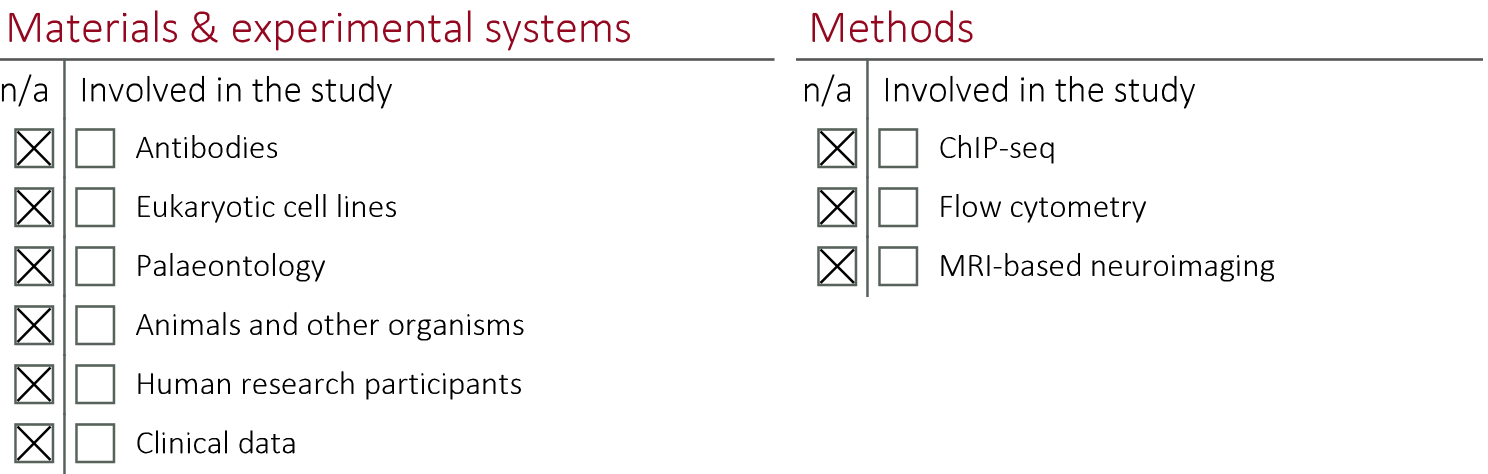 Materials & experimental systems
n/a Involved in the study
Antibodies
Eukaryotic cell lines
Palaeontology
Animals and other organisms
Human research participants
Clinical data
Methods
n/a Involved in the study
ChIP-seq
Flow cytometry
MRI-based neuroimaging